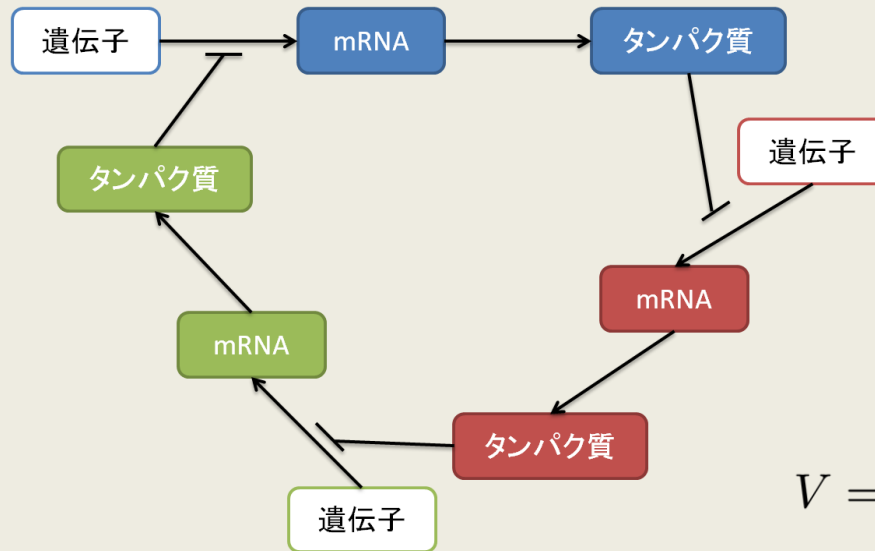 遺伝子
mRNA
タンパク質
遺伝子
タンパク質
mRNA
mRNA
タンパク質
遺伝子
V =